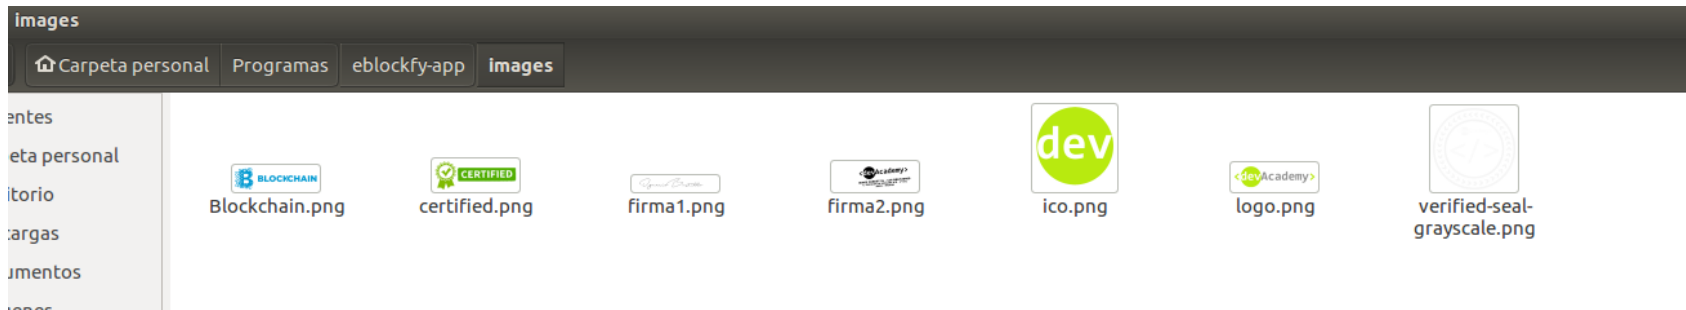 images
Carpeta personal Programas eblockfy-app images
entes
eta personal
itorio
cargas
umentos
BLOCKCHAIN
Blockchain.png
CERTIFIED
certified.png
firma1.png
<devAcademy>
firma2.png
dev
ico.png
<devAcademy>
logo.png
</>
verified-seal-
grayscale.png